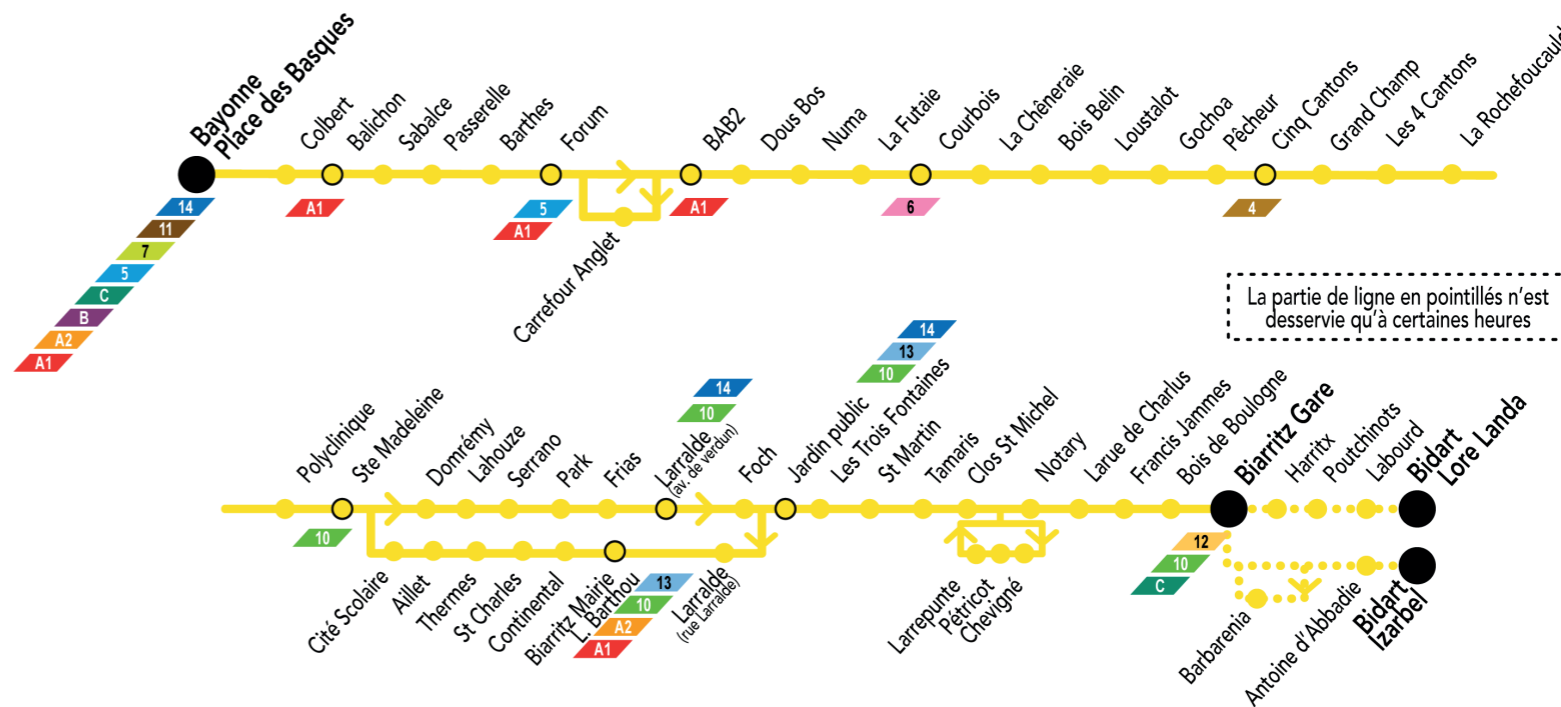 Bayonne
Place des Basques
Colbert
Balichon
Sabalce
Passerelle
Barthes
Forum
BAB2
Dous Bos
Numa
La Futaie
Courbois
La Chêneraie
Bois Belin
Loustalot
Gochoa
Pêcheur
Cinq Cantons
Grand Champ
Les 4 Cantons
La Rochefoucauld
14
11
7
5
C
B
A2
A1
A1
5
A1
Carrefour Anglet
A1
6
4
La partie de ligne en pointillés n’est
desservie qu’à certaines heures
Polyclinique
Ste Madeleine
Domrémy
Lahouze
Serrano
Park
Frias
14
10
Larralde
(av. de verdun)
Foch
14
13
10
Jardin public
Les Trois Fontaines
St Martin
Tamaris
Clos St Michel
Notary
Larue de Charlus
Francis Jammes
Bois de Boulogne
Biarritz Gare
Harritx
Poutchinots
Labourd
Bidart
Lore Landa
10
Cité Scolaire
Aillet
Thermes
St Charles
Continental
Biarritz Mairie
L. Barthou
13
10
A2
A1
Larralde
(rue Larralde)
Larrepunte
Pétricot
Chevigné
12
10
C
Barbarenia
Antoine d’Abbadie
Bidart
Izarbel